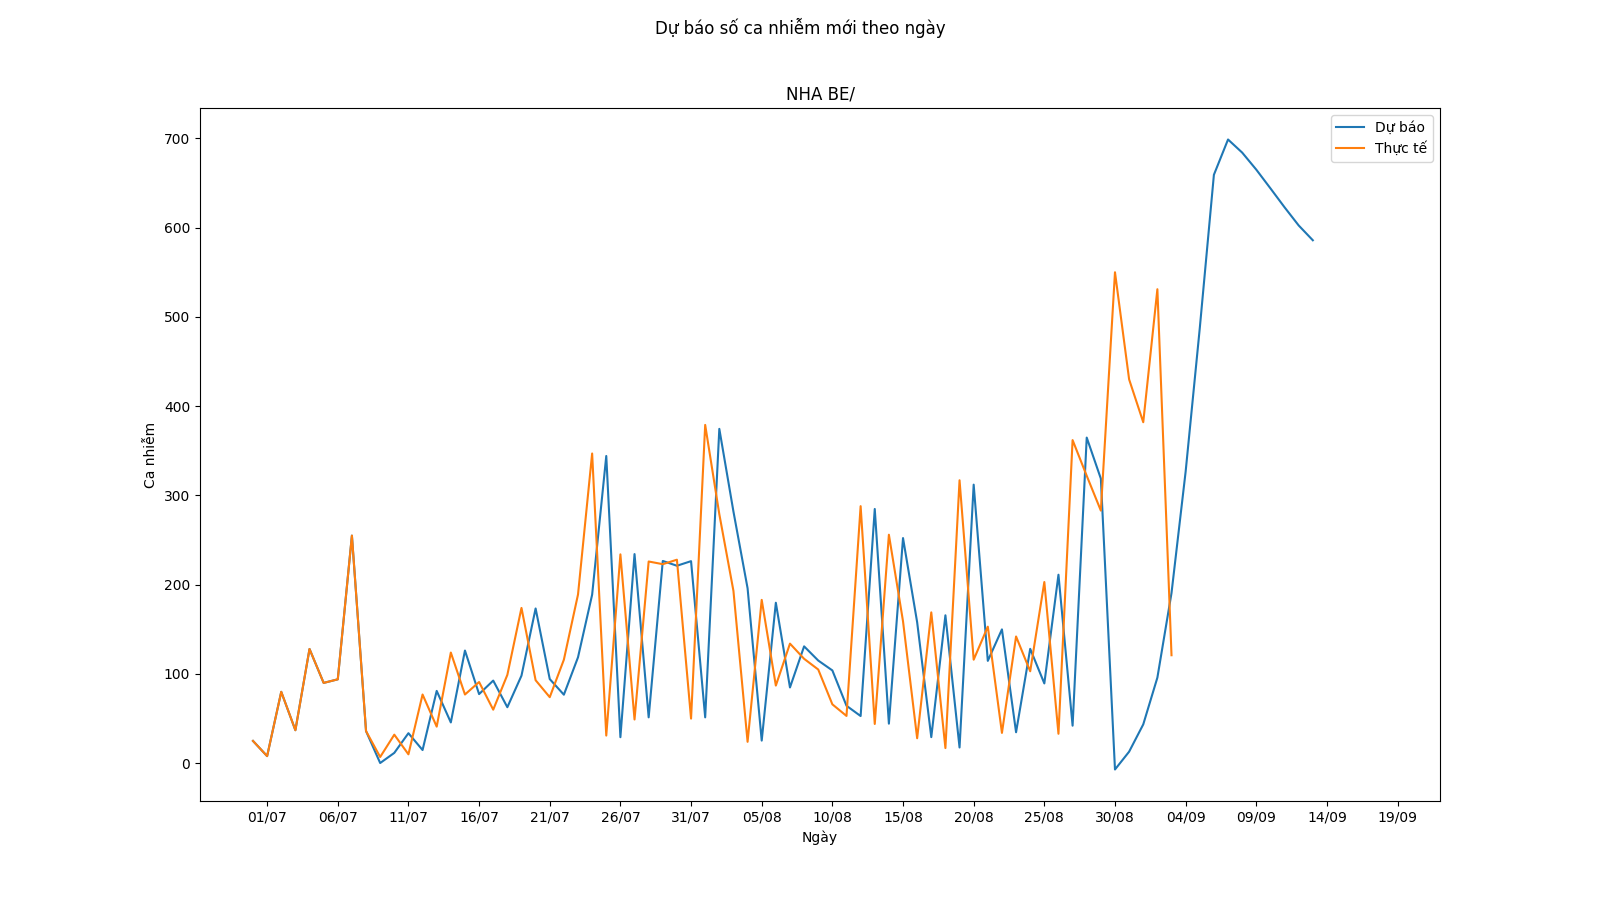 Dự báo số ca nhiễm mới theo ngày
NHA BE/
Dự báo
Thực tế
700
600
500
400
300
200
100
0
Ca nhiễm
01/07 06/07 11/07 16/07 21/07 26/07 31/07 05/08 10/08 15/08 20/08 25/08 30/08 04/09 09/09 14/09 19/09
Ngày